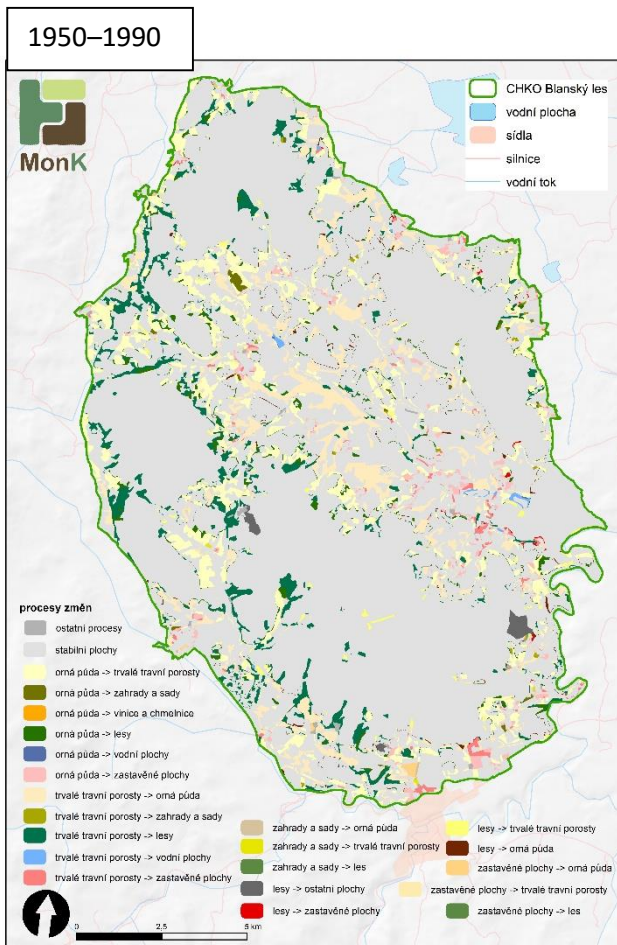 1950–1990
MonK
CHKO Blanský les
vodní plocha
sídla
silnice
vodní tok
procesy změn
ostatní procesy
stabilní plochy
orná půda -> trvalé travní porosty
orná půda -> zahrady a sady
orná půda -> vinice a chmelnice
orná půda -> lesy
orná půda -> vodní plochy
orná půda -> zastavěné plochy
trvalé travní porosty -> orná půda
trvalé travní porosty -> zahrady a sady
trvalé travní porosty -> lesy
trvalé travní porosty -> vodní plochy
trvalé travní porosty -> zastavěné plochy
zahrady a sady -> orná půda
zahrady a sady -> trvalé travní porosty
zahrady a sady -> les
lesy -> ostatní plochy
lesy -> zastavěné plochy
lesy -> trvalé travní porosty
lesy -> orná půda
zastavěné plochy -> orná půda
zastavěné plochy -> trvalé travní porosty
zastavěné plochy -> les
0 2,5 5 km